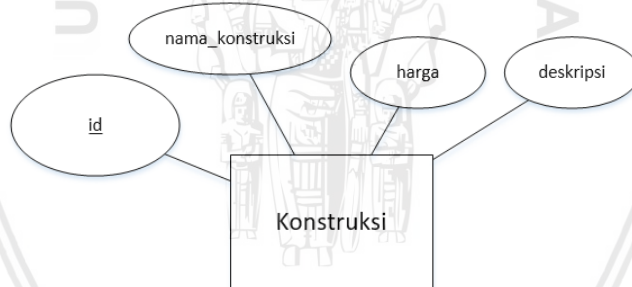 nama_konstruksi
harga
deskripsi
id
Konstruksi